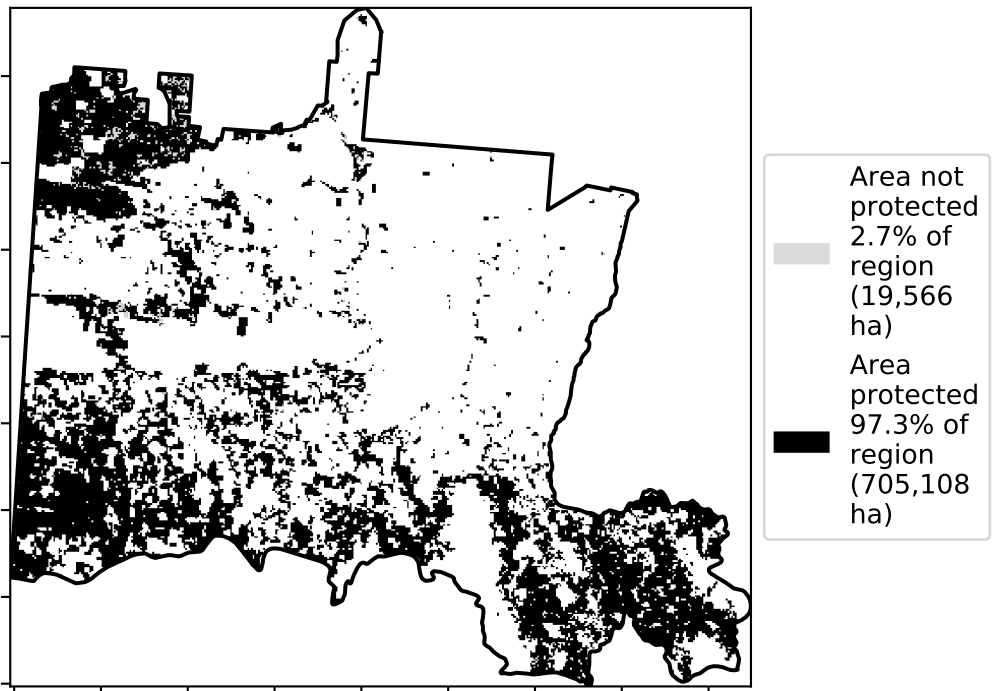 Area not
protected
2.7% of
region
(19,566
ha)
Area
protected
97.3% of
region
(705,108
ha)